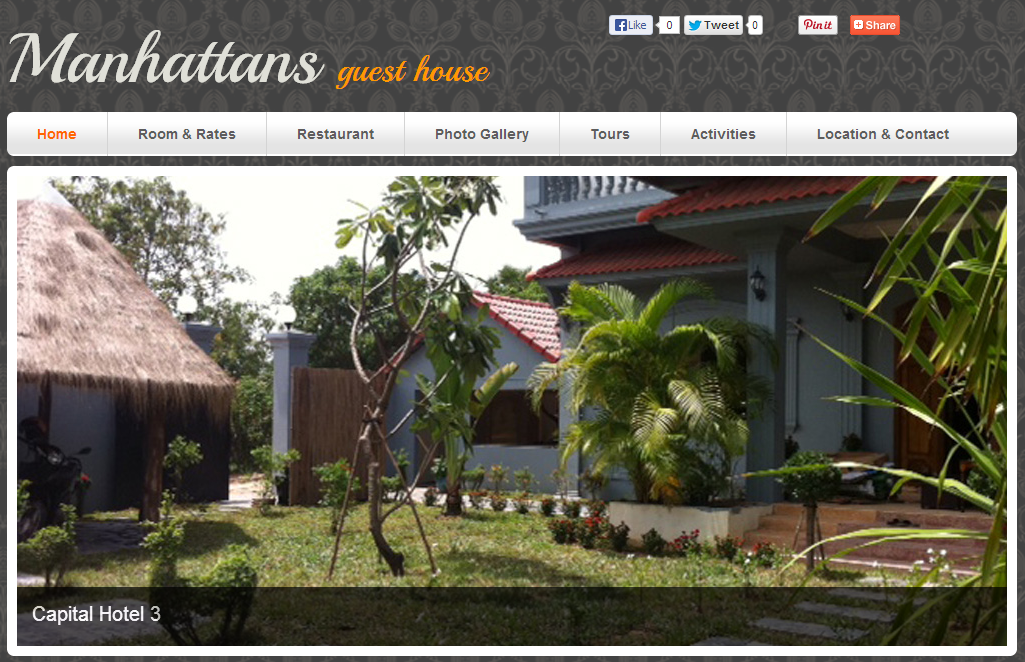 Like 0 Tweet 0 Pin it Share
Manhattans guest house
Home Room & Rates Restaurant Photo Gallery Tours Activities Location & Contact
Capital Hotel 3